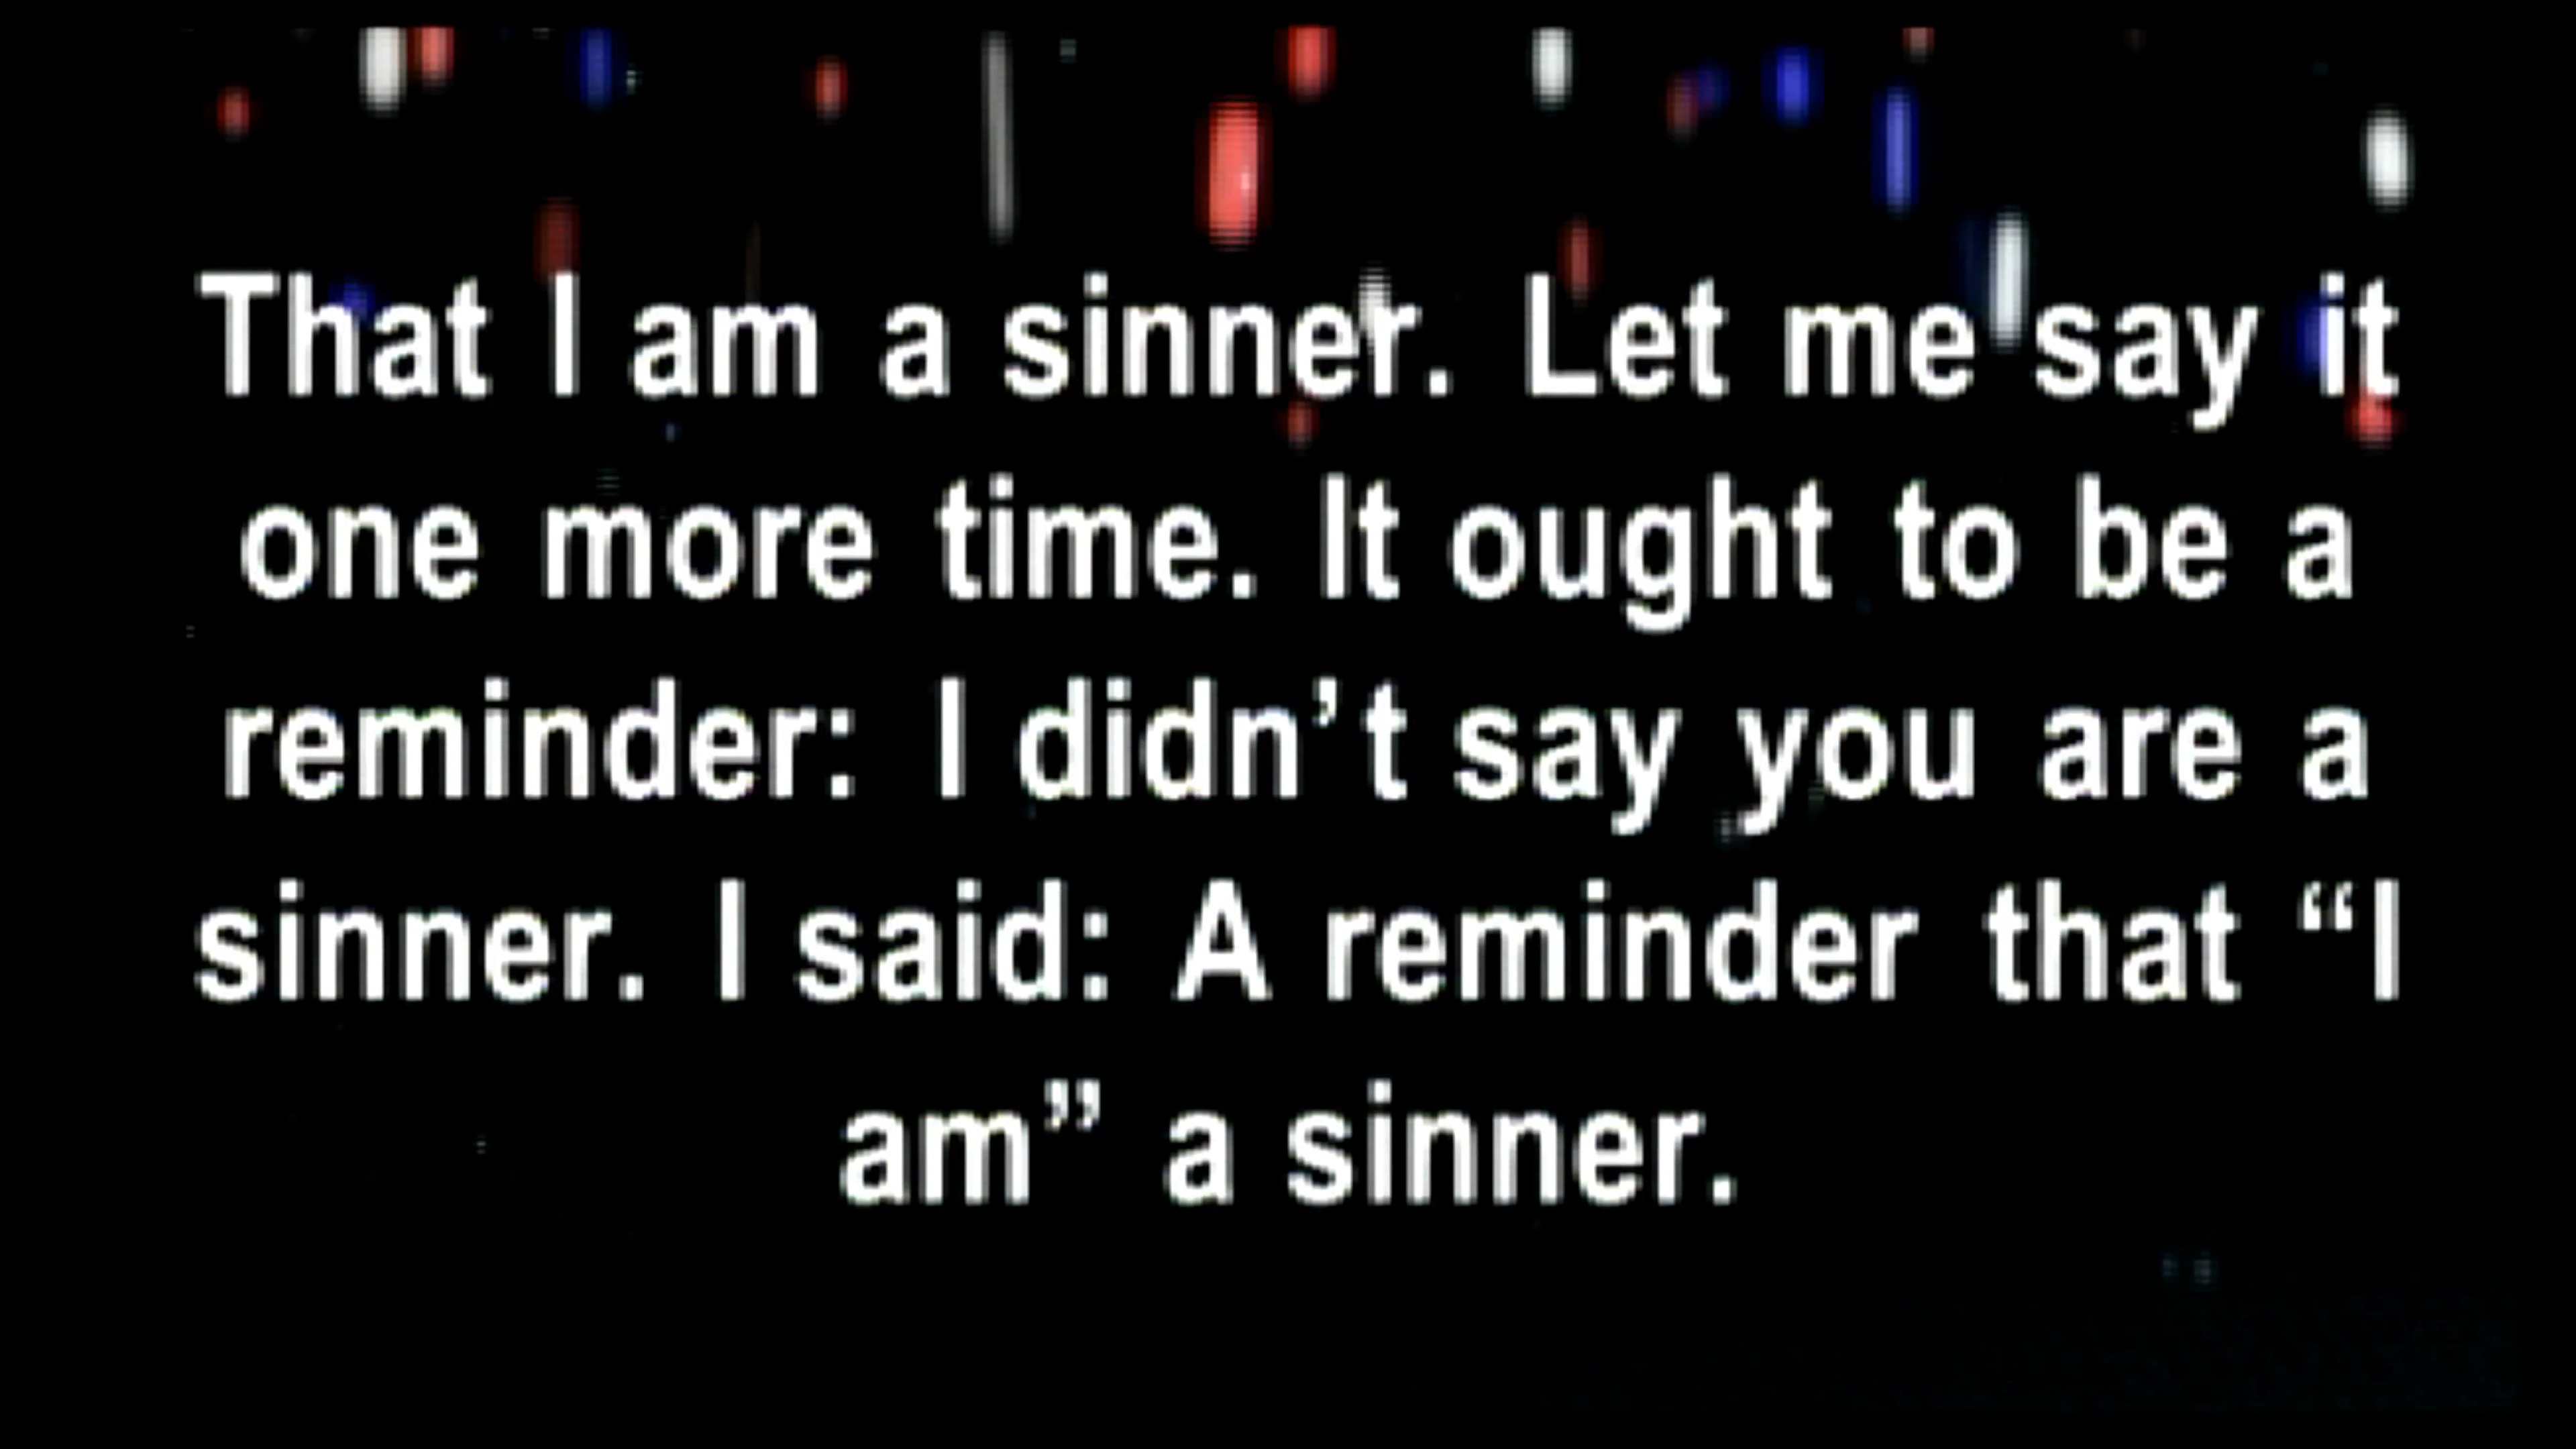 That I am a sinner. Let me say it
one more time. It ought to be a
reminder: I didn’t say you are a
sinner. I said: A reminder that “I
am” a sinner.